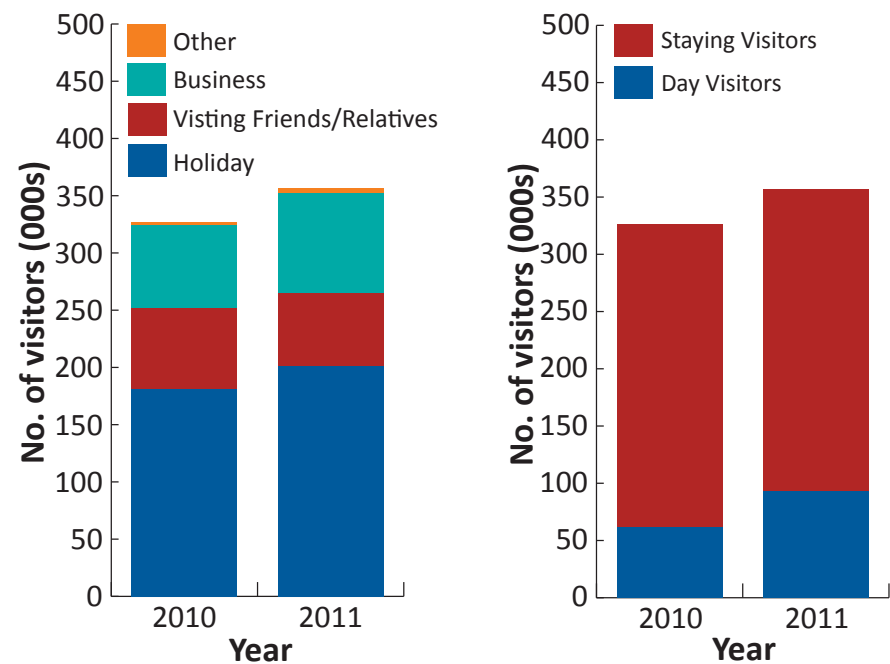 500
450
400
350
300
250
200
150
100
50
0
No. of visitors (000s)
Other
Business
Visting Friends/Relatives
Holiday
2010
2011
Year
500
450
400
350
300
250
200
150
100
50
0
No. of visitors (000s)
Staying Visitors
Day Visitors
2010
2011
Year